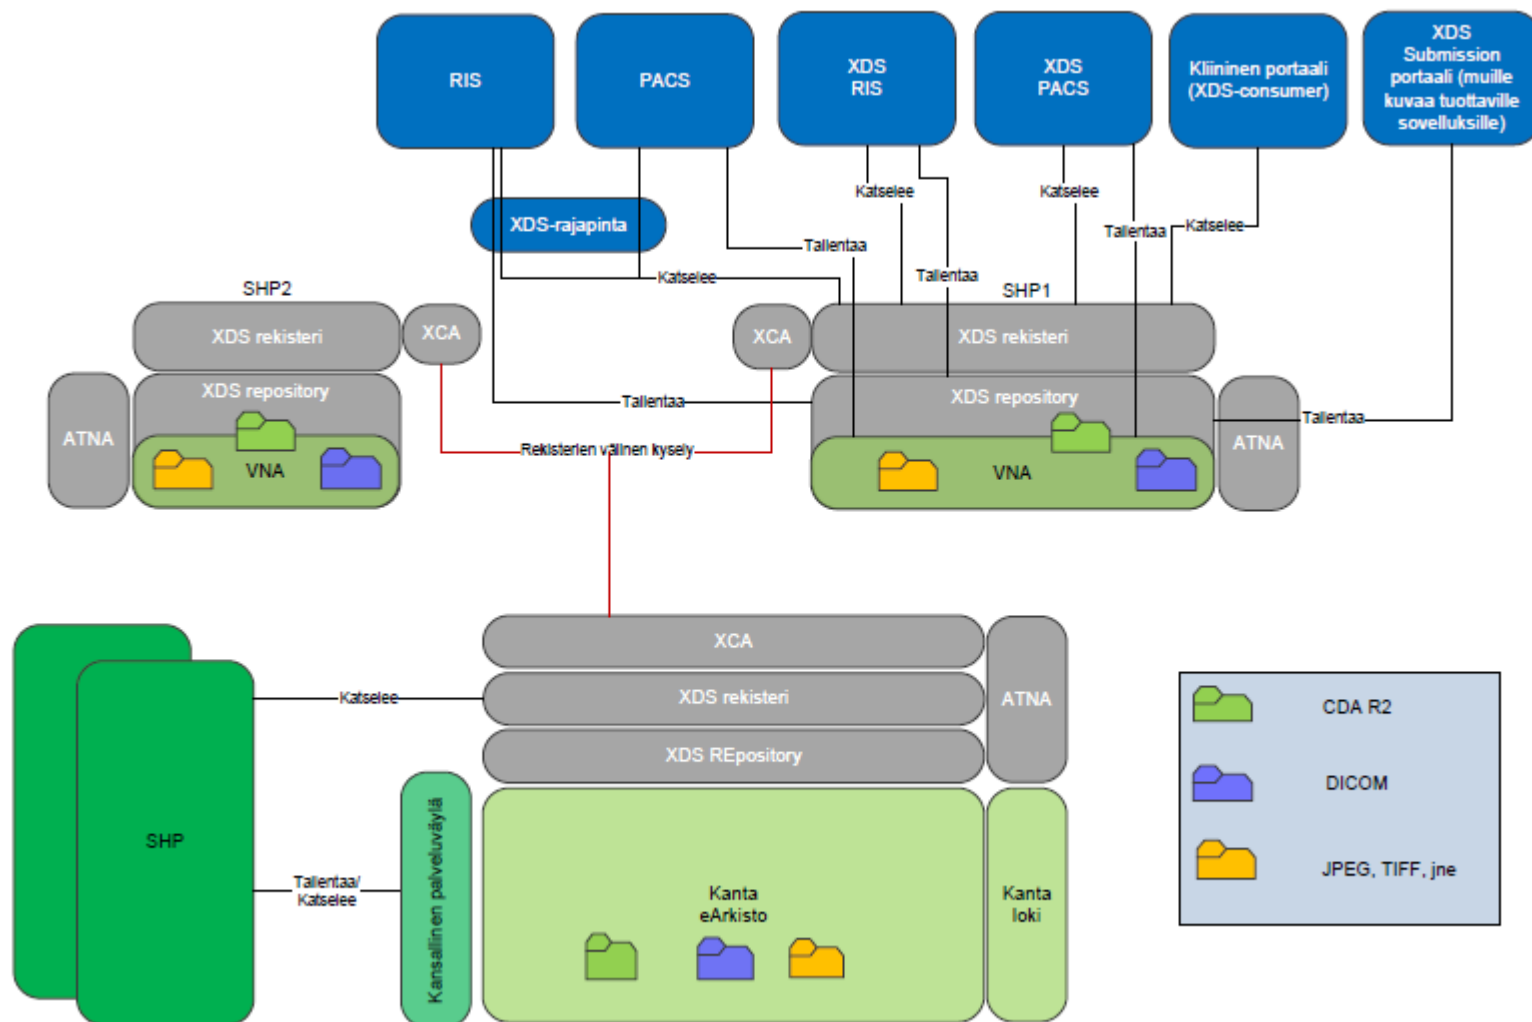 RIS
PACS
XDS
RIS
XDS
PACS
Kliininen portaali
(XDS-consumer)
XDS
Submission
portaali (muille
kuvaa tuottaville
sovelluksille)
Katselee
Katselee
XDS-rajapinta
Tallentaa
Tallentaa
Katselee
Katselee
Tallentaa
SHP2
SHP1
XDS rekisteri
XCA
XCA
XDS rekisteri
XDS repository
Tallentaa
XDS repository
Tallentaa
ATNA
VNA
Rekisterien välinen kysely
VNA
ATNA
XCA
Katselee
XDS rekisteri
ATNA
XDS REpository
SHP
Tallentaa/
Katselee
Kansallinen palveluväylä
Kanta
eArkisto
Kanta
loki
CDA R2
DICOM
JPEG, TIFF, jne